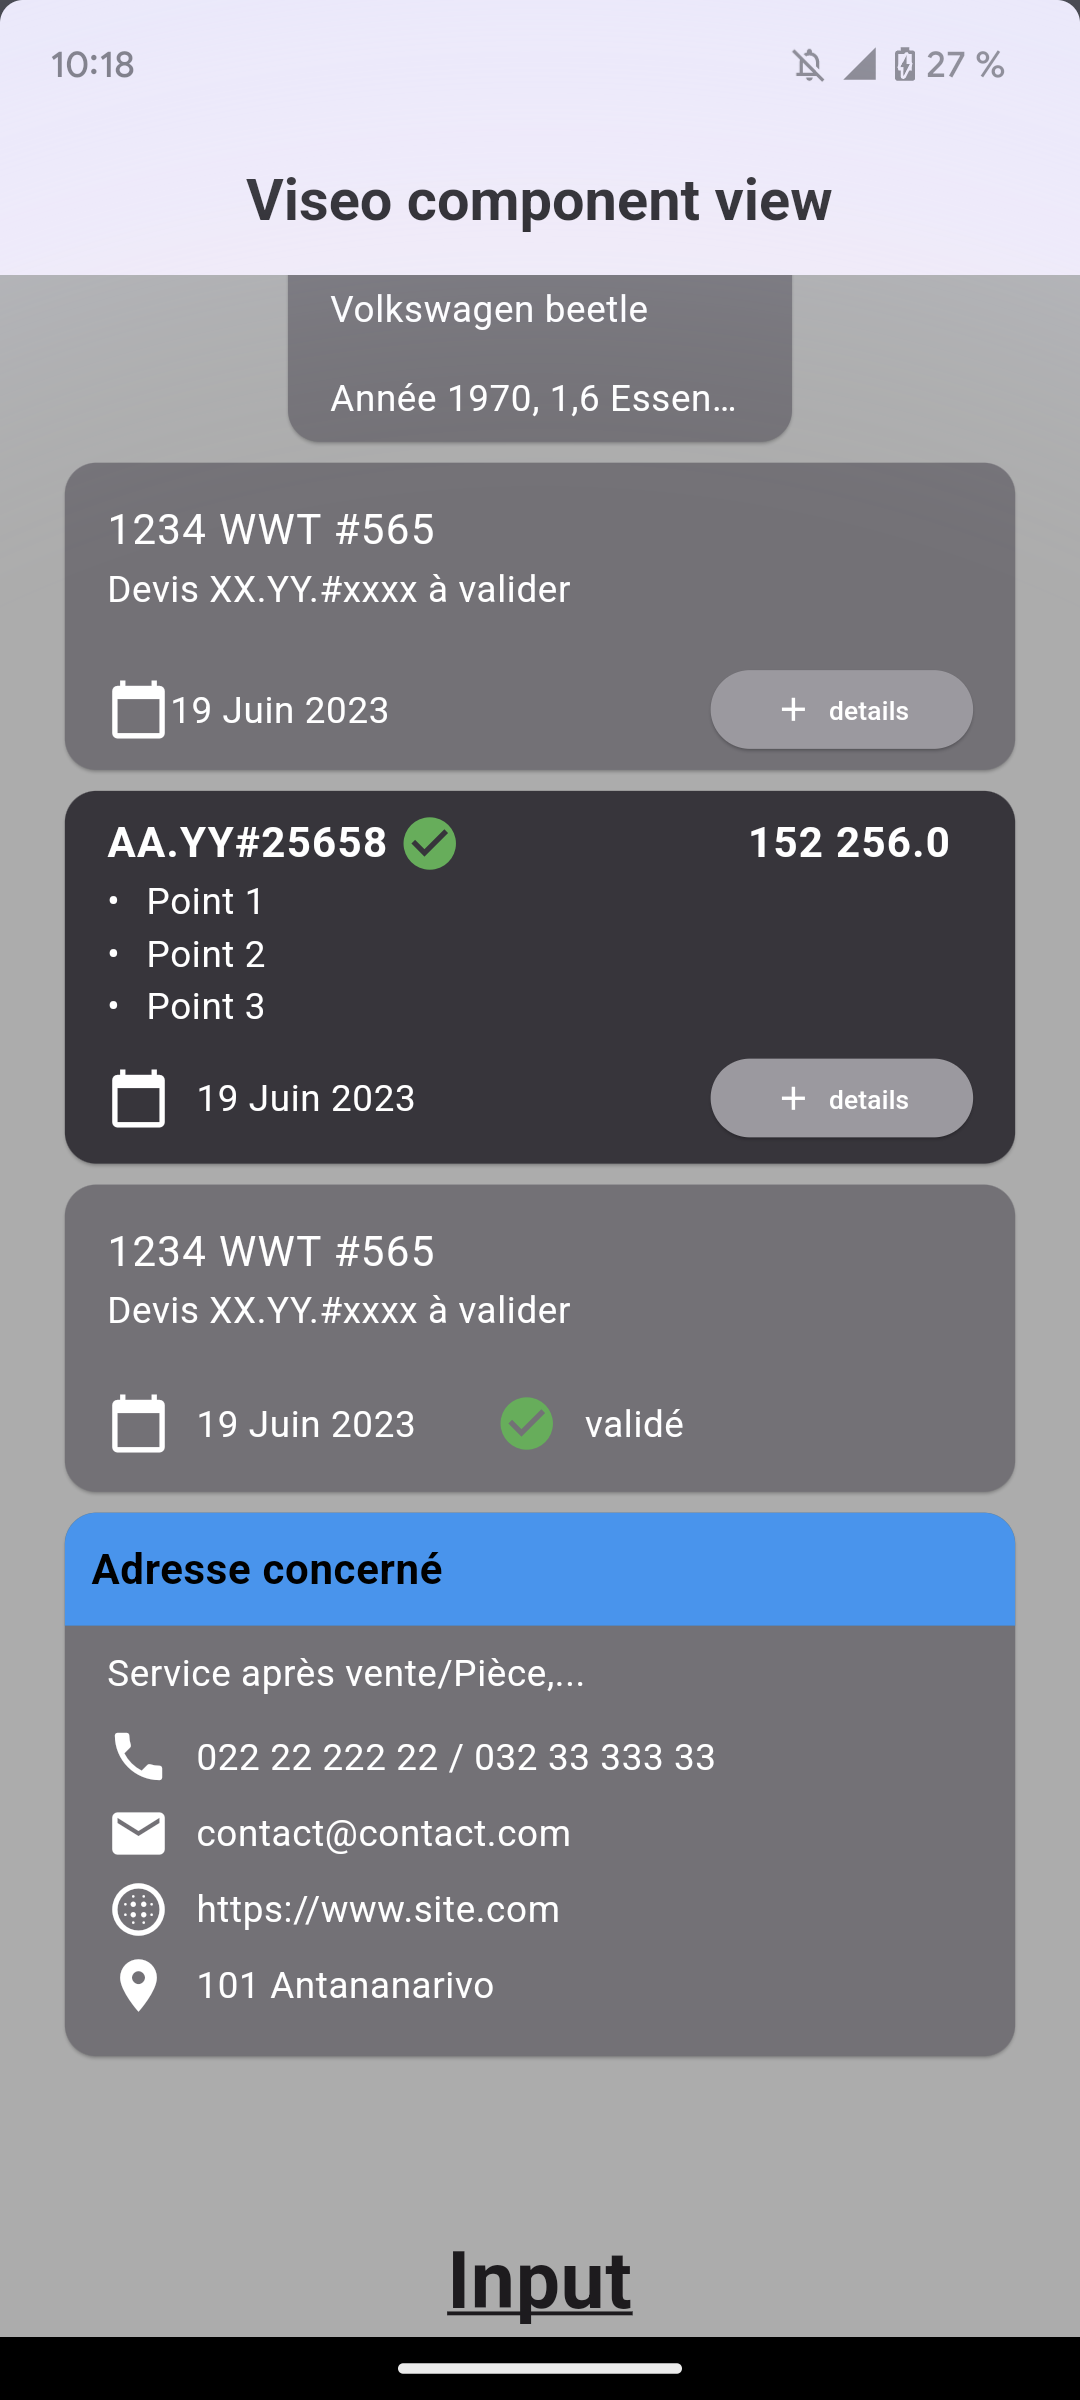 10:18
27 %
Viseo component view
Volkswagen beetle
Année 1970, 1,6 Essen...
1234 WWT #565
Devis XX.YY.#xxxx à valider
19 Juin 2023
+ details
AA.YY#25658
152 256.0
• Point 1
• Point 2
• Point 3
19 Juin 2023
+ details
1234 WWT #565
Devis XX.YY.#xxxx à valider
19 Juin 2023
validé
Adresse concerné
Service après vente/Pièce,...
022 22 222 22 / 032 33 333 33
contact@contact.com
https://www.site.com
101 Antananarivo
Input